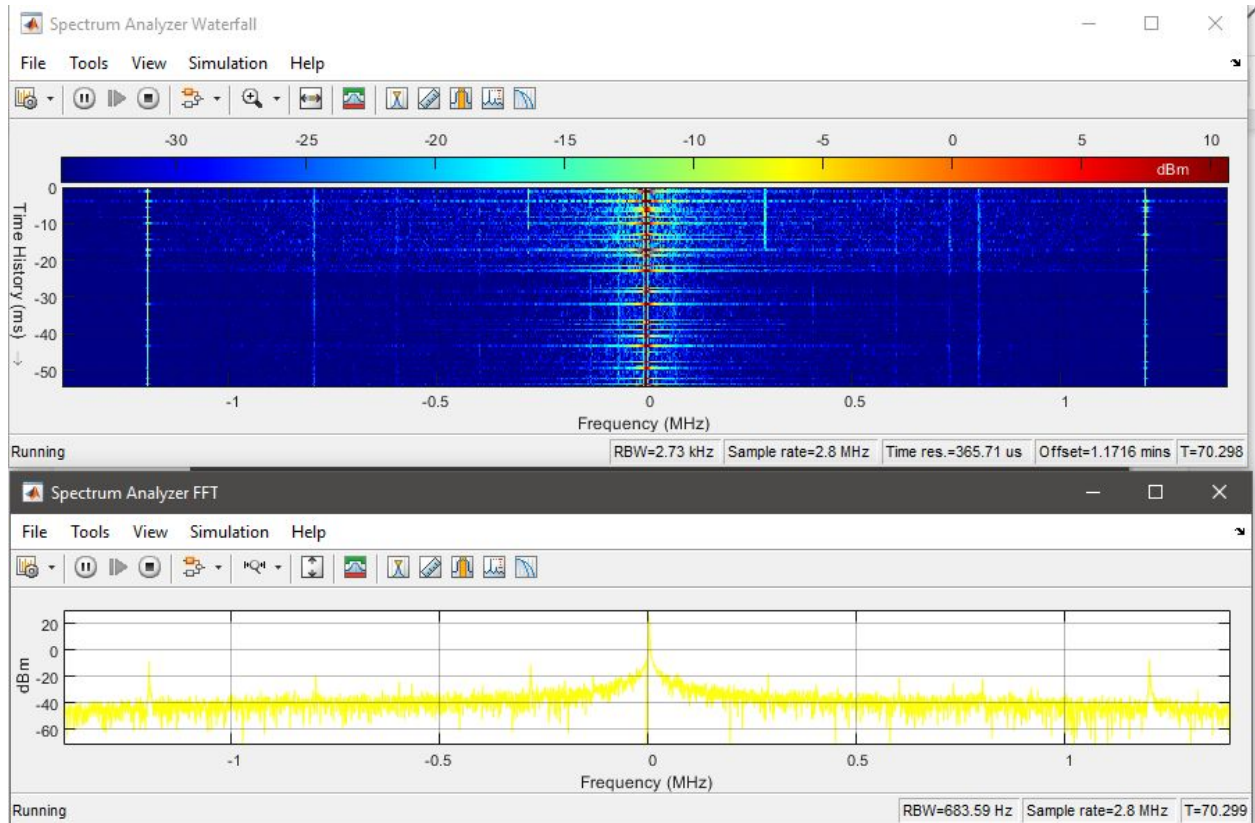 Spectrum Analyzer Waterfall
File Tools View Simulation Help
-30 -25 -20 -15 -10 -5 0 5 10
dBm
0
-10
-20
-30
-40
-50
Time History (ms) →
-1 -0.5 0 0.5 1
Frequency (MHz)
Running RBW=2.73 kHz Sample rate=2.8 MHz Time res.=365.71 us Offset=1.1716 mins T=70.298
Spectrum Analyzer FFT
File Tools View Simulation Help
20
0
-20
-40
-60
dBm
-1 -0.5 0 0.5 1
Frequency (MHz)
Running RBW=683.59 Hz Sample rate=2.8 MHz T=70.299